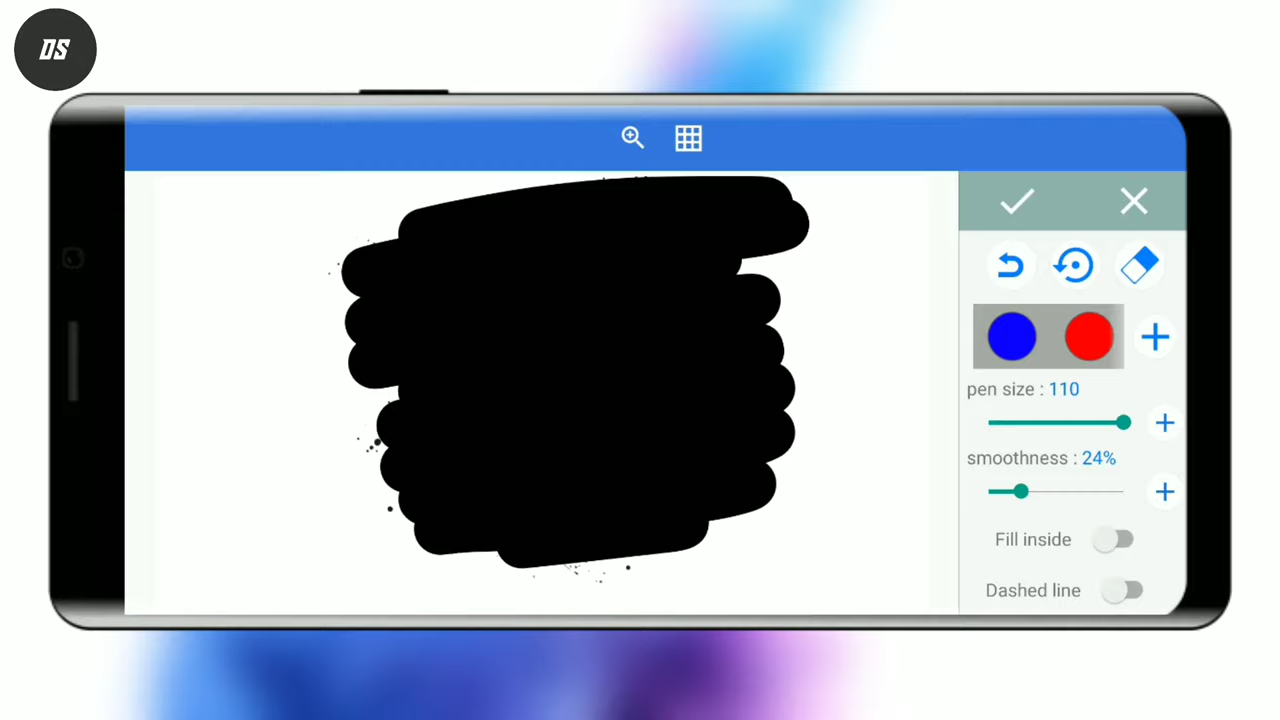 DS
pen size : 110
smoothness : 24%
Fill inside
Dashed line